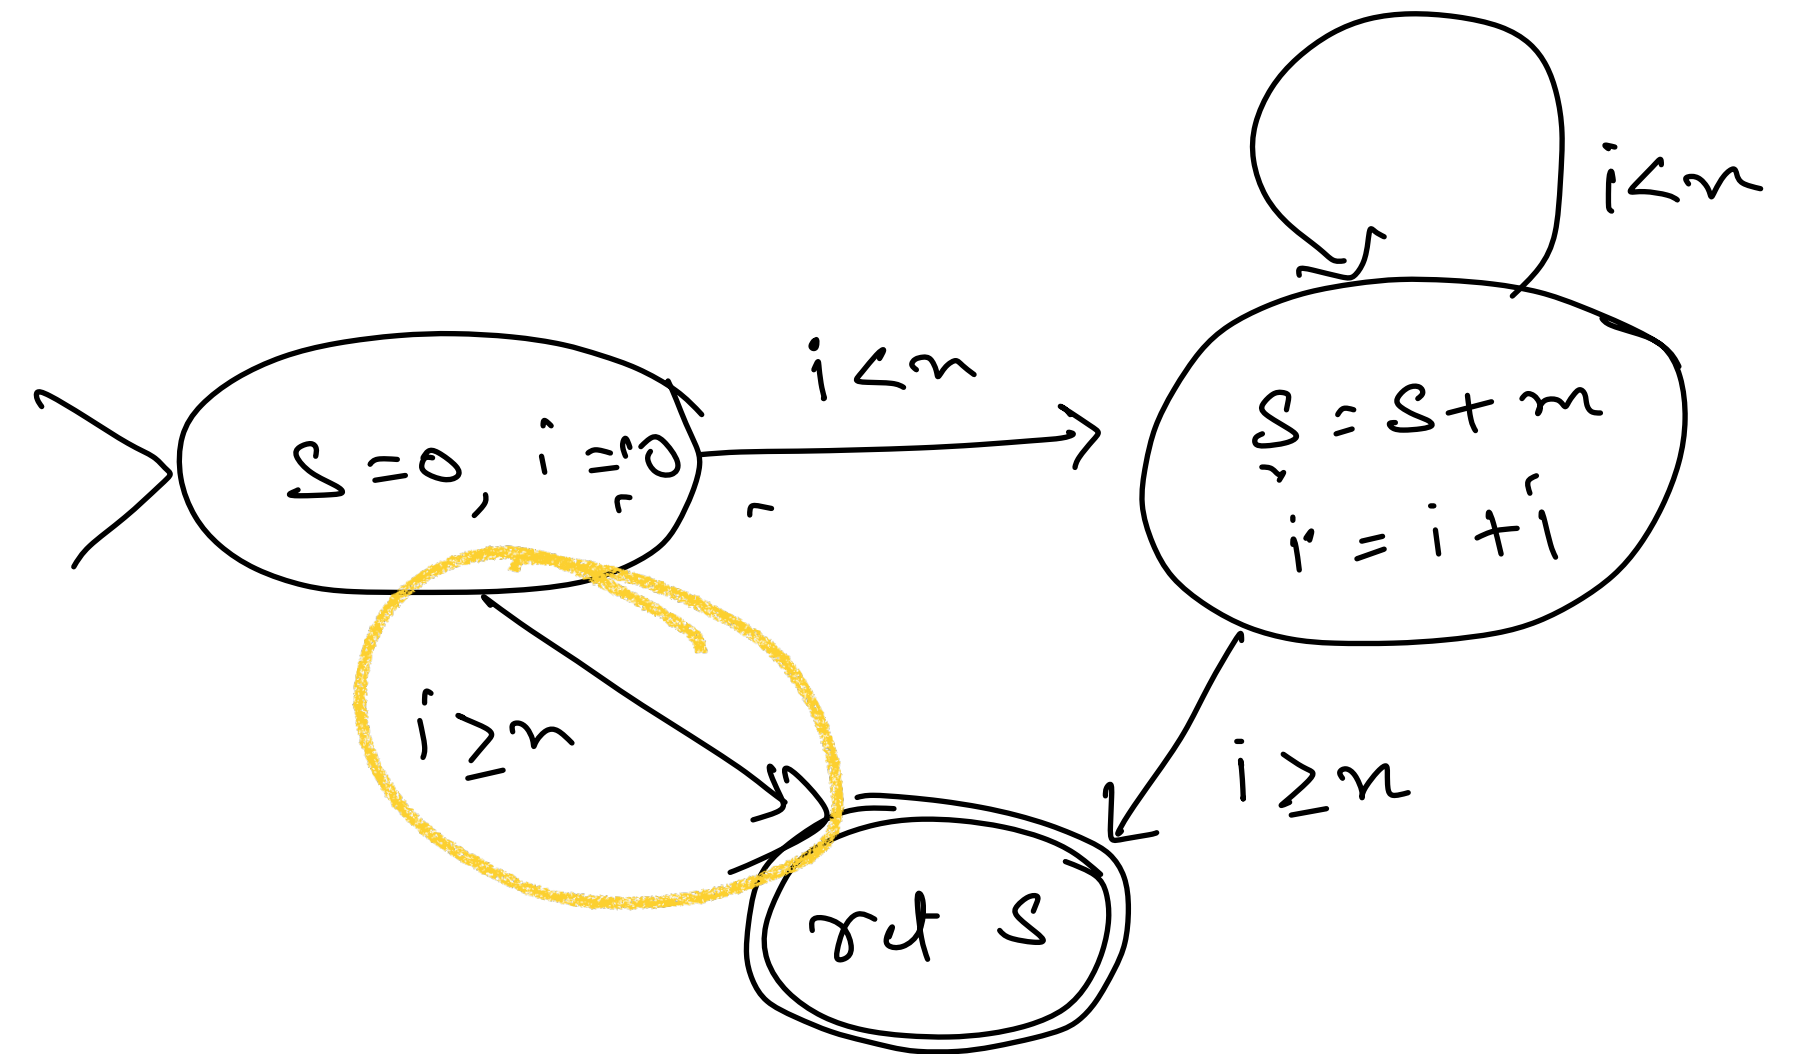 i<n
i<n
S=0, i=0
S=S+m
i=i+1
i≥n
i≥n
ret S